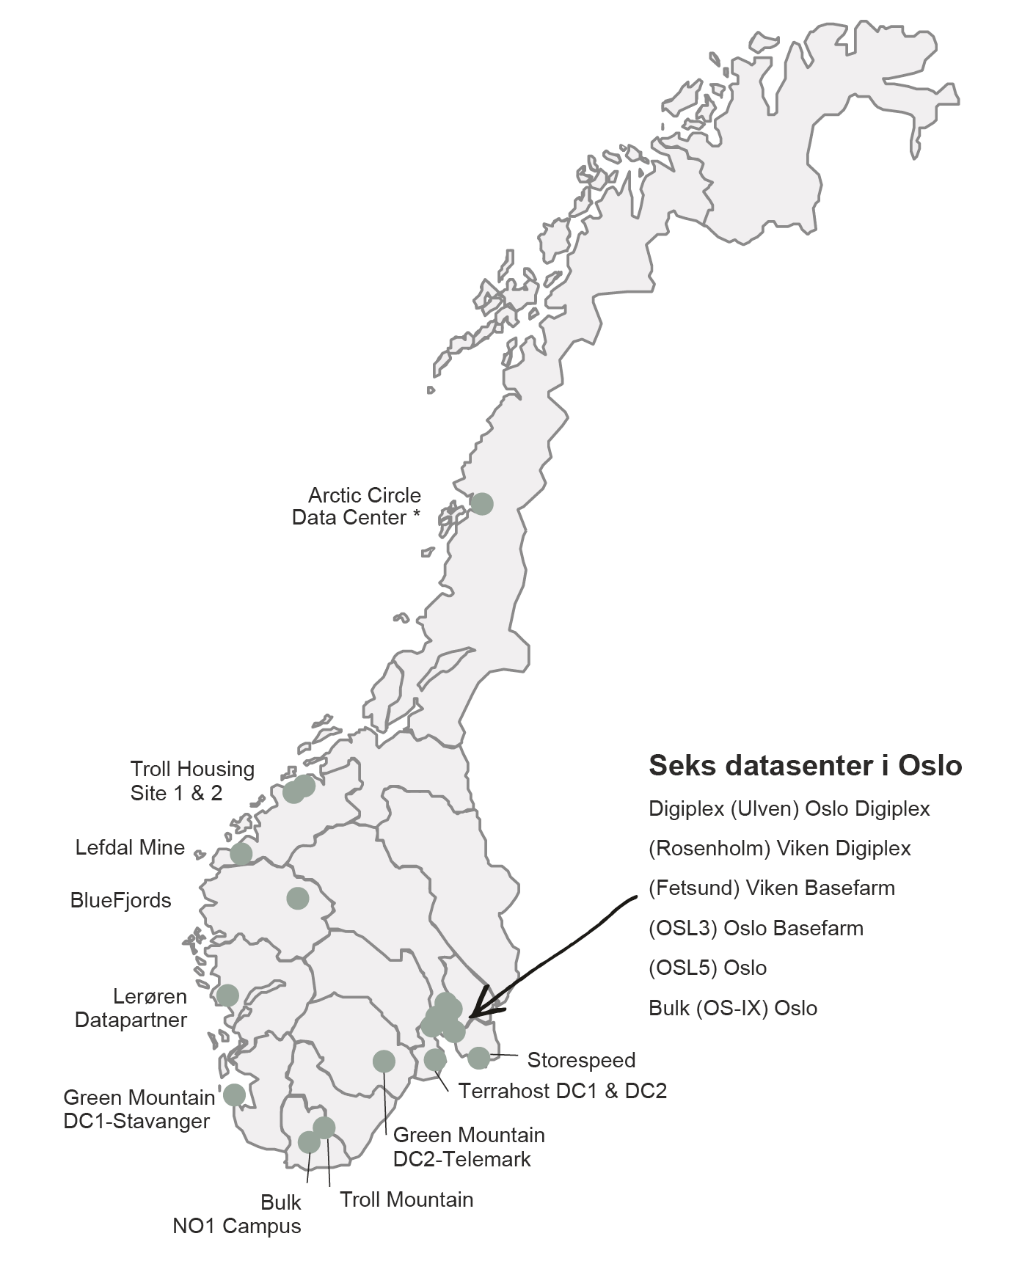 Arctic Circle
Data Center *
Troll Housing
Site 1 & 2
Lefdal Mine
BlueFjords
Lerøren
Datapartner
Green Mountain
DC1-Stavanger
Bulk
NO1 Campus
Troll Mountain
Green Mountain
DC2-Telemark
Terrahost DC1 & DC2
Storespeed
Seks datasenter i Oslo
Digiplex (Ulven) Oslo Digiplex
(Rosenholm) Viken Digiplex
(Fetsund) Viken Basefarm
(OSL3) Oslo Basefarm
(OSL5) Oslo
Bulk (OS-IX) Oslo